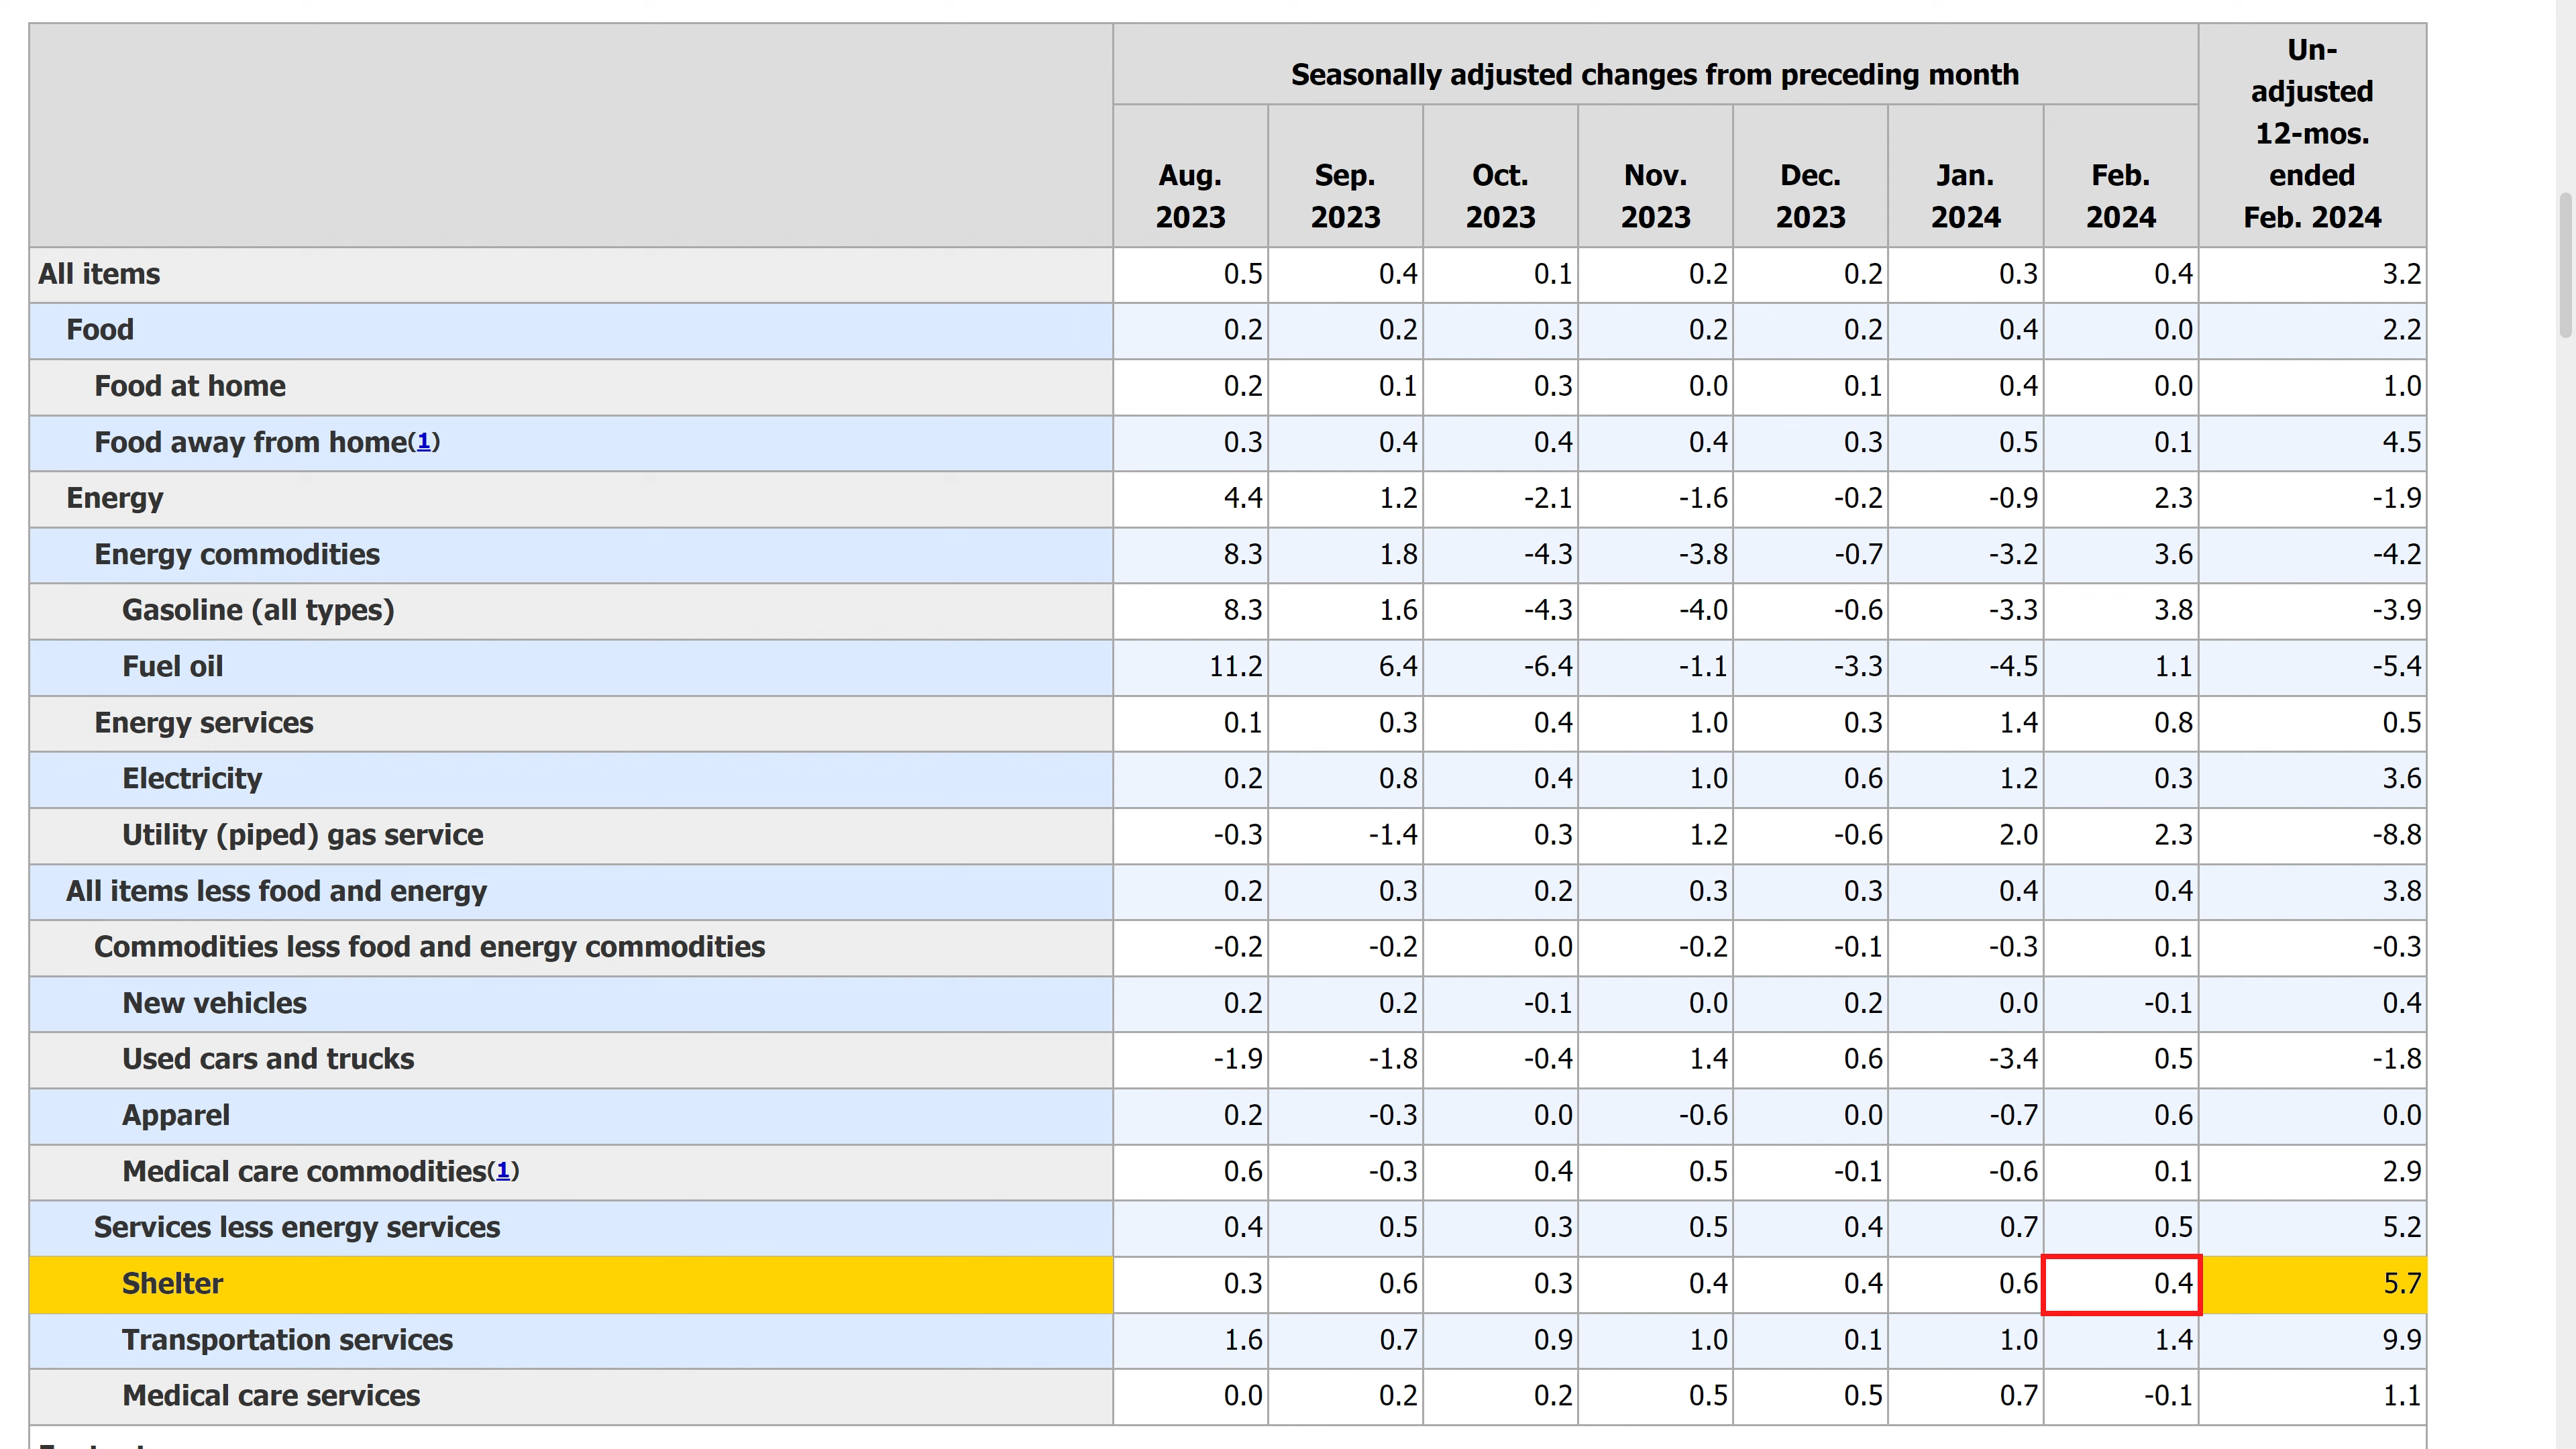 Seasonally adjusted changes from preceding month
Un-
adjusted
12-mos.
ended
Feb. 2024
Aug.
2023
Sep.
2023
Oct.
2023
Nov.
2023
Dec.
2023
Jan.
2024
Feb.
2024
All items 0.5 0.4 0.1 0.2 0.2 0.3 0.4 3.2
Food 0.2 0.2 0.3 0.2 0.2 0.4 0.0 2.2
Food at home 0.2 0.1 0.3 0.0 0.1 0.4 0.0 1.0
Food away from home(1) 0.3 0.4 0.4 0.4 0.3 0.5 0.1 4.5
Energy 4.4 1.2 -2.1 -1.6 -0.2 -0.9 2.3 -1.9
Energy commodities 8.3 1.8 -4.3 -3.8 -0.7 -3.2 3.6 -4.2
Gasoline (all types) 8.3 1.6 -4.3 -4.0 -0.6 -3.3 3.8 -3.9
Fuel oil 11.2 6.4 -6.4 -1.1 -3.3 -4.5 1.1 -5.4
Energy services 0.1 0.3 0.4 1.0 0.3 1.4 0.8 0.5
Electricity 0.2 0.8 0.4 1.0 0.6 1.2 0.3 3.6
Utility (piped) gas service -0.3 -1.4 0.3 1.2 -0.6 2.0 2.3 -8.8
All items less food and energy 0.2 0.3 0.2 0.3 0.3 0.4 0.4 3.8
Commodities less food and energy commodities -0.2 -0.2 0.0 -0.2 -0.1 -0.3 0.1 -0.3
New vehicles 0.2 0.2 -0.1 0.0 0.2 0.0 -0.1 0.4
Used cars and trucks -1.9 -1.8 -0.4 1.4 0.6 -3.4 0.5 -1.8
Apparel 0.2 -0.3 0.0 -0.6 0.0 -0.7 0.6 0.0
Medical care commodities(1) 0.6 -0.3 0.4 0.5 -0.1 -0.6 0.1 2.9
Services less energy services 0.4 0.5 0.3 0.5 0.4 0.7 0.5 5.2
Shelter 0.3 0.6 0.3 0.4 0.4 0.6 0.4 5.7
Transportation services 1.6 0.7 0.9 1.0 0.1 1.0 1.4 9.9
Medical care services 0.0 0.2 0.2 0.5 0.5 0.7 -0.1 1.1